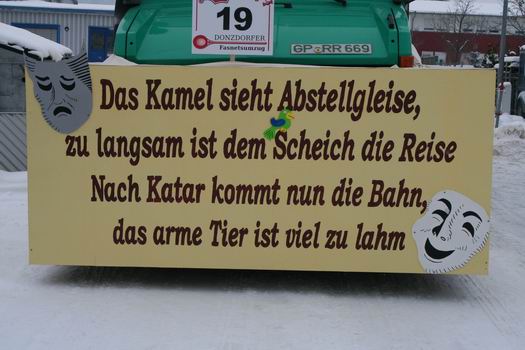 19
DONZDORFER
Fasnetsumzug
GP RR 669
Das Kamel sieht Abstellgleise,
zu langsam ist dem Scheich die Reise
Nach Katar kommt nun die Bahn,
das arme Tier ist viel zu lahm